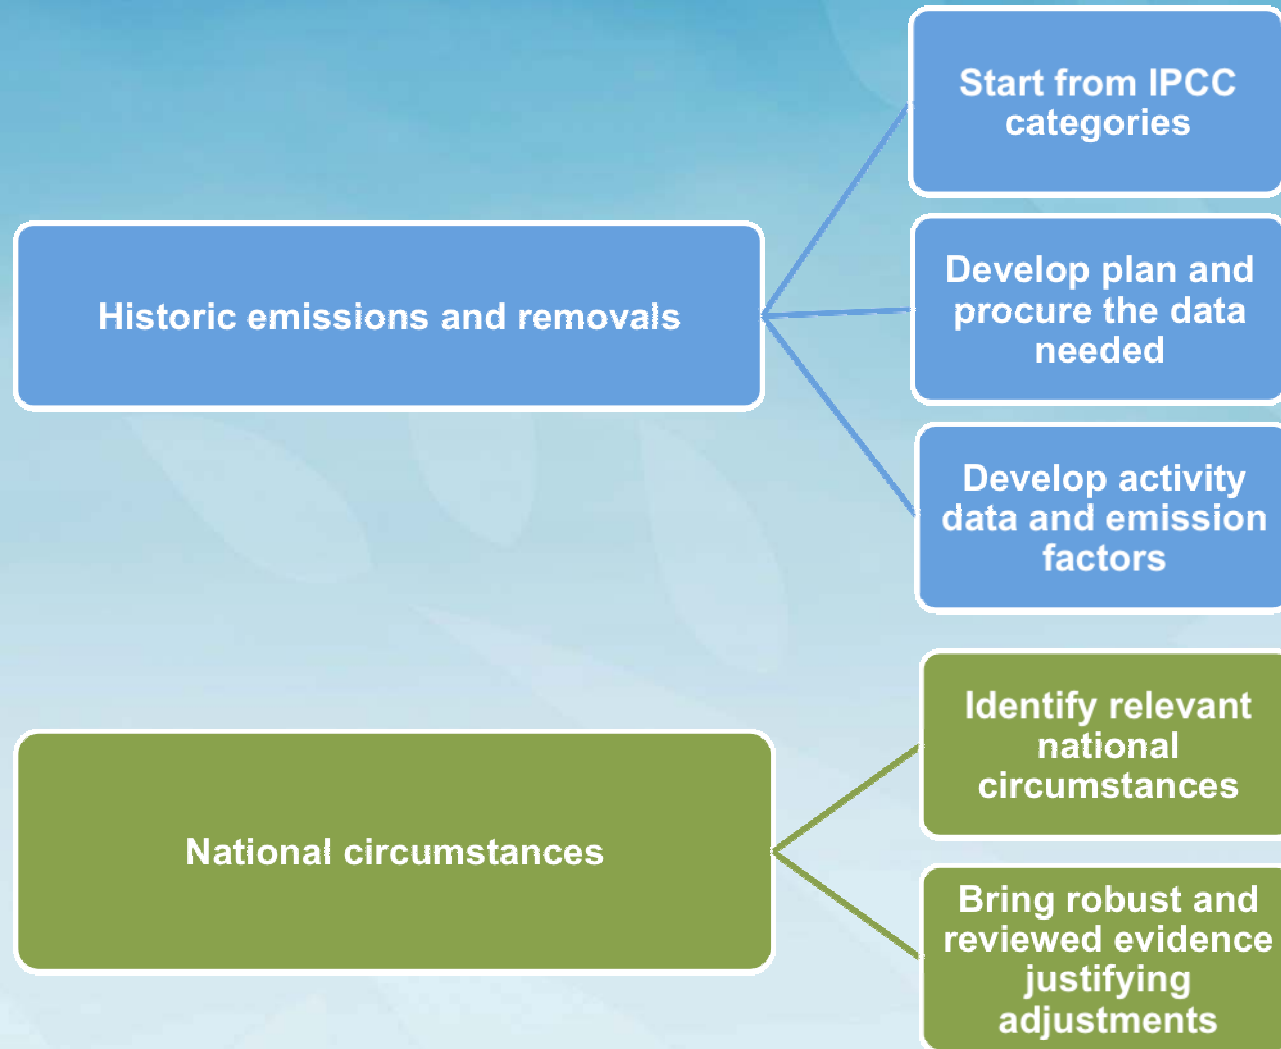 Historic emissions and removals
Start from IPCC
categories
Develop plan and
procure the data
needed
Develop activity
data and emission
factors
National circumstances
Identify relevant
national
circumstances
Bring robust and
reviewed evidence
justifying
adjustments